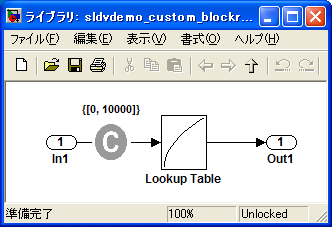 ライブラリ: sldvdemo_custom_blockr...
ファイル(F) 編集(E) 表示(V) 書式(O) ヘルプ(H)
{[0, 10000]}
1
C
1
In1
Out1
Lookup Table
準備完了 100% Unlocked